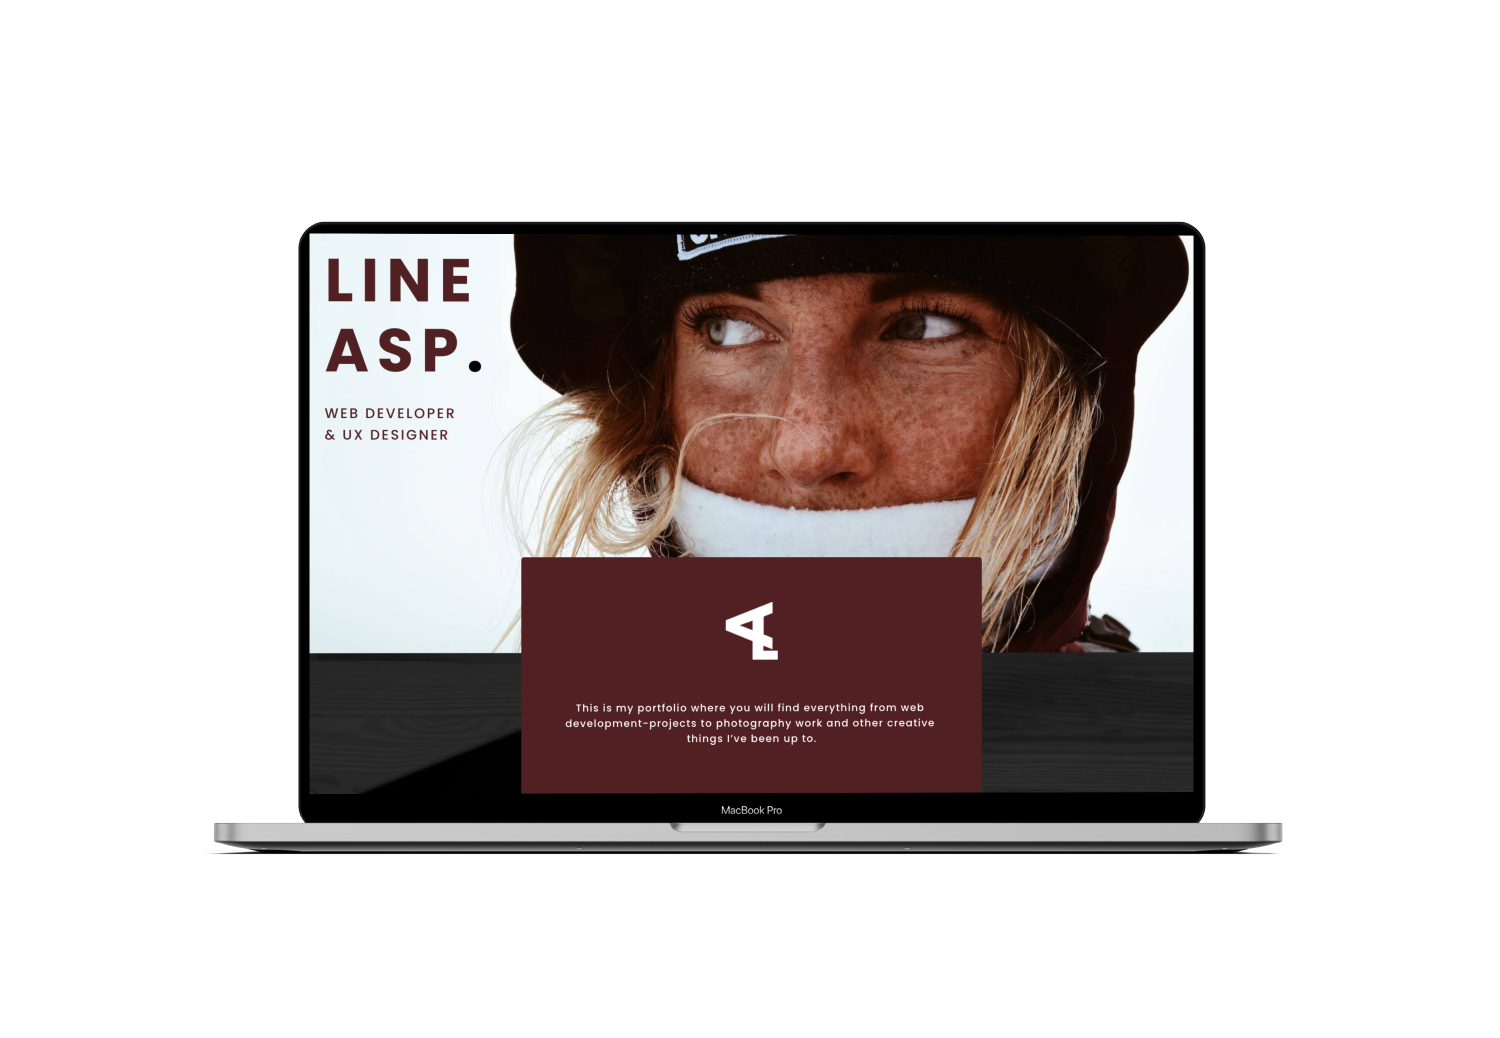 LINE
ASP.
WEB DEVELOPER
& UX DESIGNER
This is my portfolio where you will find everything from web
development-projects to photography work and other creative
things I've been up to.
MacBook Pro